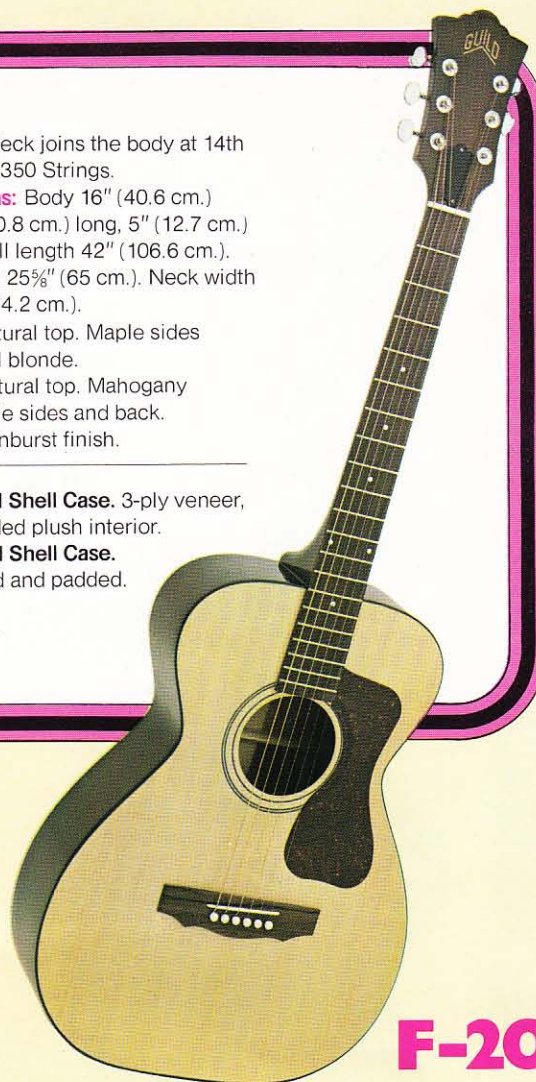 GUILD
eck joins the body at 14th
350 Strings.
s: Body 16" (40.6 cm.)
0.8 cm.) long, 5" (12.7 cm.)
ll length 42" (106.6 cm.).
25⅝" (65 cm.). Neck width
4.2 cm.).
tural top. Maple sides
l blonde.
tural top. Mahogany
le sides and back.
nburst finish.
l Shell Case. 3-ply veneer,
ded plush interior.
l Shell Case.
d and padded.
F-20